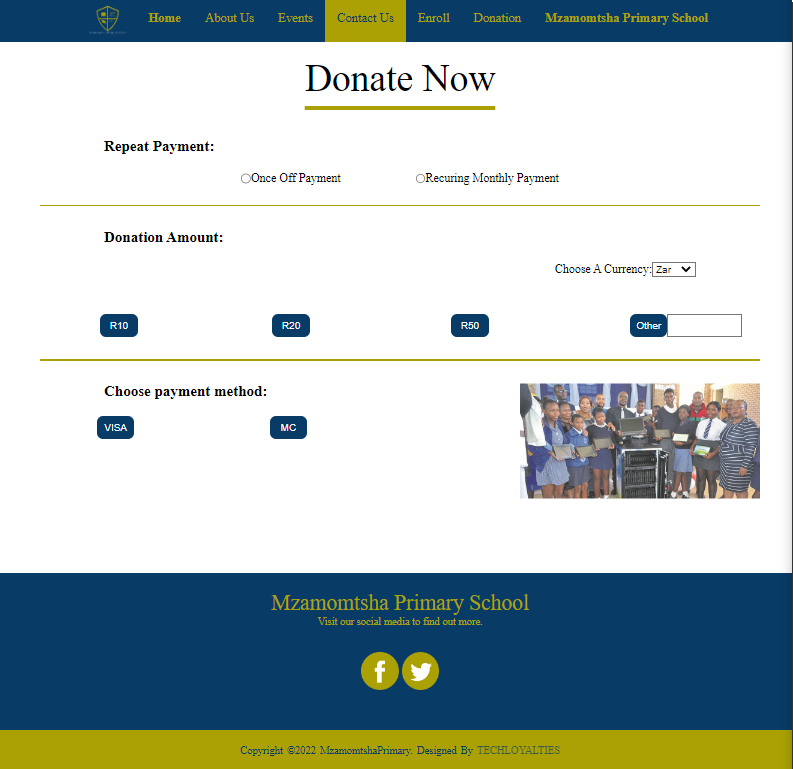 Home About Us Events Contact Us Enroll Donation Mzamomtsha Primary School
Donate Now
Repeat Payment:
Once Off Payment Recuring Monthly Payment
Donation Amount:
Choose A Currency: Zar
R10 R20 R50 Other
Choose payment method:
VISA MC
Mzamomtsha Primary School
Visit our social media to find out more.
Copyright ©2022 MzamomtshaPrimary. Designed By TECHLOYALTIES